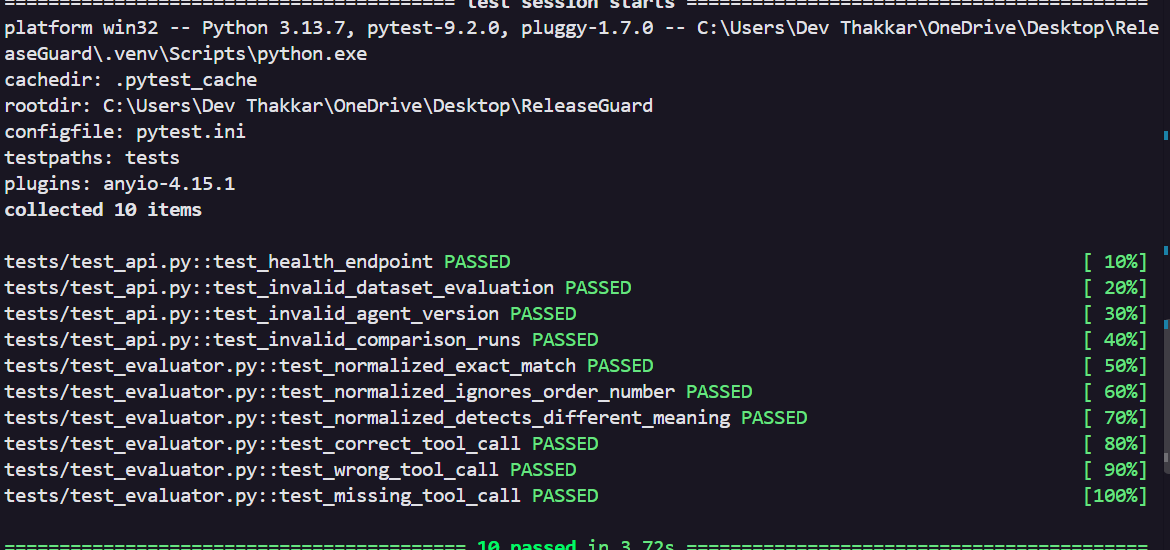 ========================================= test session starts ==========================================
platform win32 -- Python 3.13.7, pytest-9.2.0, pluggy-1.7.0 -- C:\Users\Dev Thakkar\OneDrive\Desktop\Rele
aseGuard\.venv\Scripts\python.exe
cachedir: .pytest_cache
rootdir: C:\Users\Dev Thakkar\OneDrive\Desktop\ReleaseGuard
configfile: pytest.ini
testpaths: tests
plugins: anyio-4.15.1
collected 10 items
tests/test_api.py::test_health_endpoint PASSED [ 10%]
tests/test_api.py::test_invalid_dataset_evaluation PASSED [ 20%]
tests/test_api.py::test_invalid_agent_version PASSED [ 30%]
tests/test_api.py::test_invalid_comparison_runs PASSED [ 40%]
tests/test_evaluator.py::test_normalized_exact_match PASSED [ 50%]
tests/test_evaluator.py::test_normalized_ignores_order_number PASSED [ 60%]
tests/test_evaluator.py::test_normalized_detects_different_meaning PASSED [ 70%]
tests/test_evaluator.py::test_correct_tool_call PASSED [ 80%]
tests/test_evaluator.py::test_wrong_tool_call PASSED [ 90%]
tests/test_evaluator.py::test_missing_tool_call PASSED [100%]
========================================== 10 passed in 3.72s ==========================================